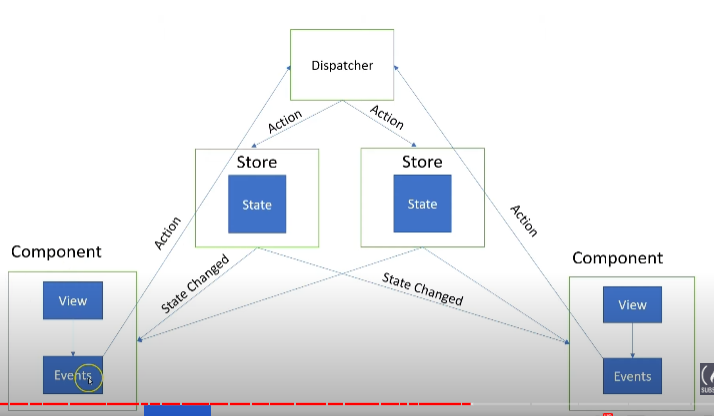 Dispatcher
Action
Action
Store
Store
State
State
Action
Action
Component
Component
State Changed
State Changed
View
View
Events
Events